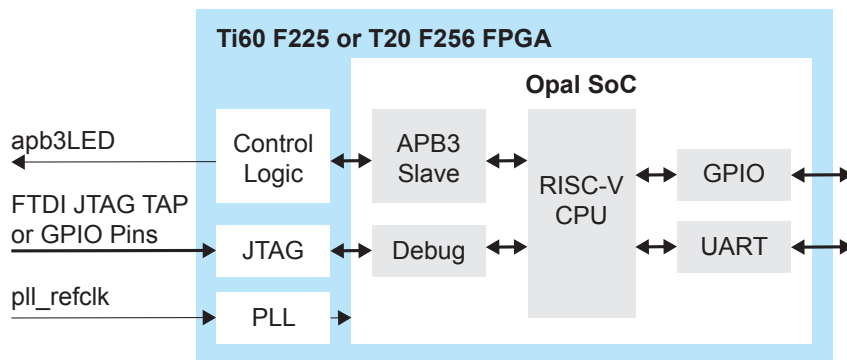 Ti60 F225 or T20 F256 FPGA
Opal SoC
apb3LED
Control
Logic
APB3
Slave
RISC-V
CPU
GPIO
FTDI JTAG TAP
or GPIO Pins
JTAG
Debug
UART
pll_refclk
PLL